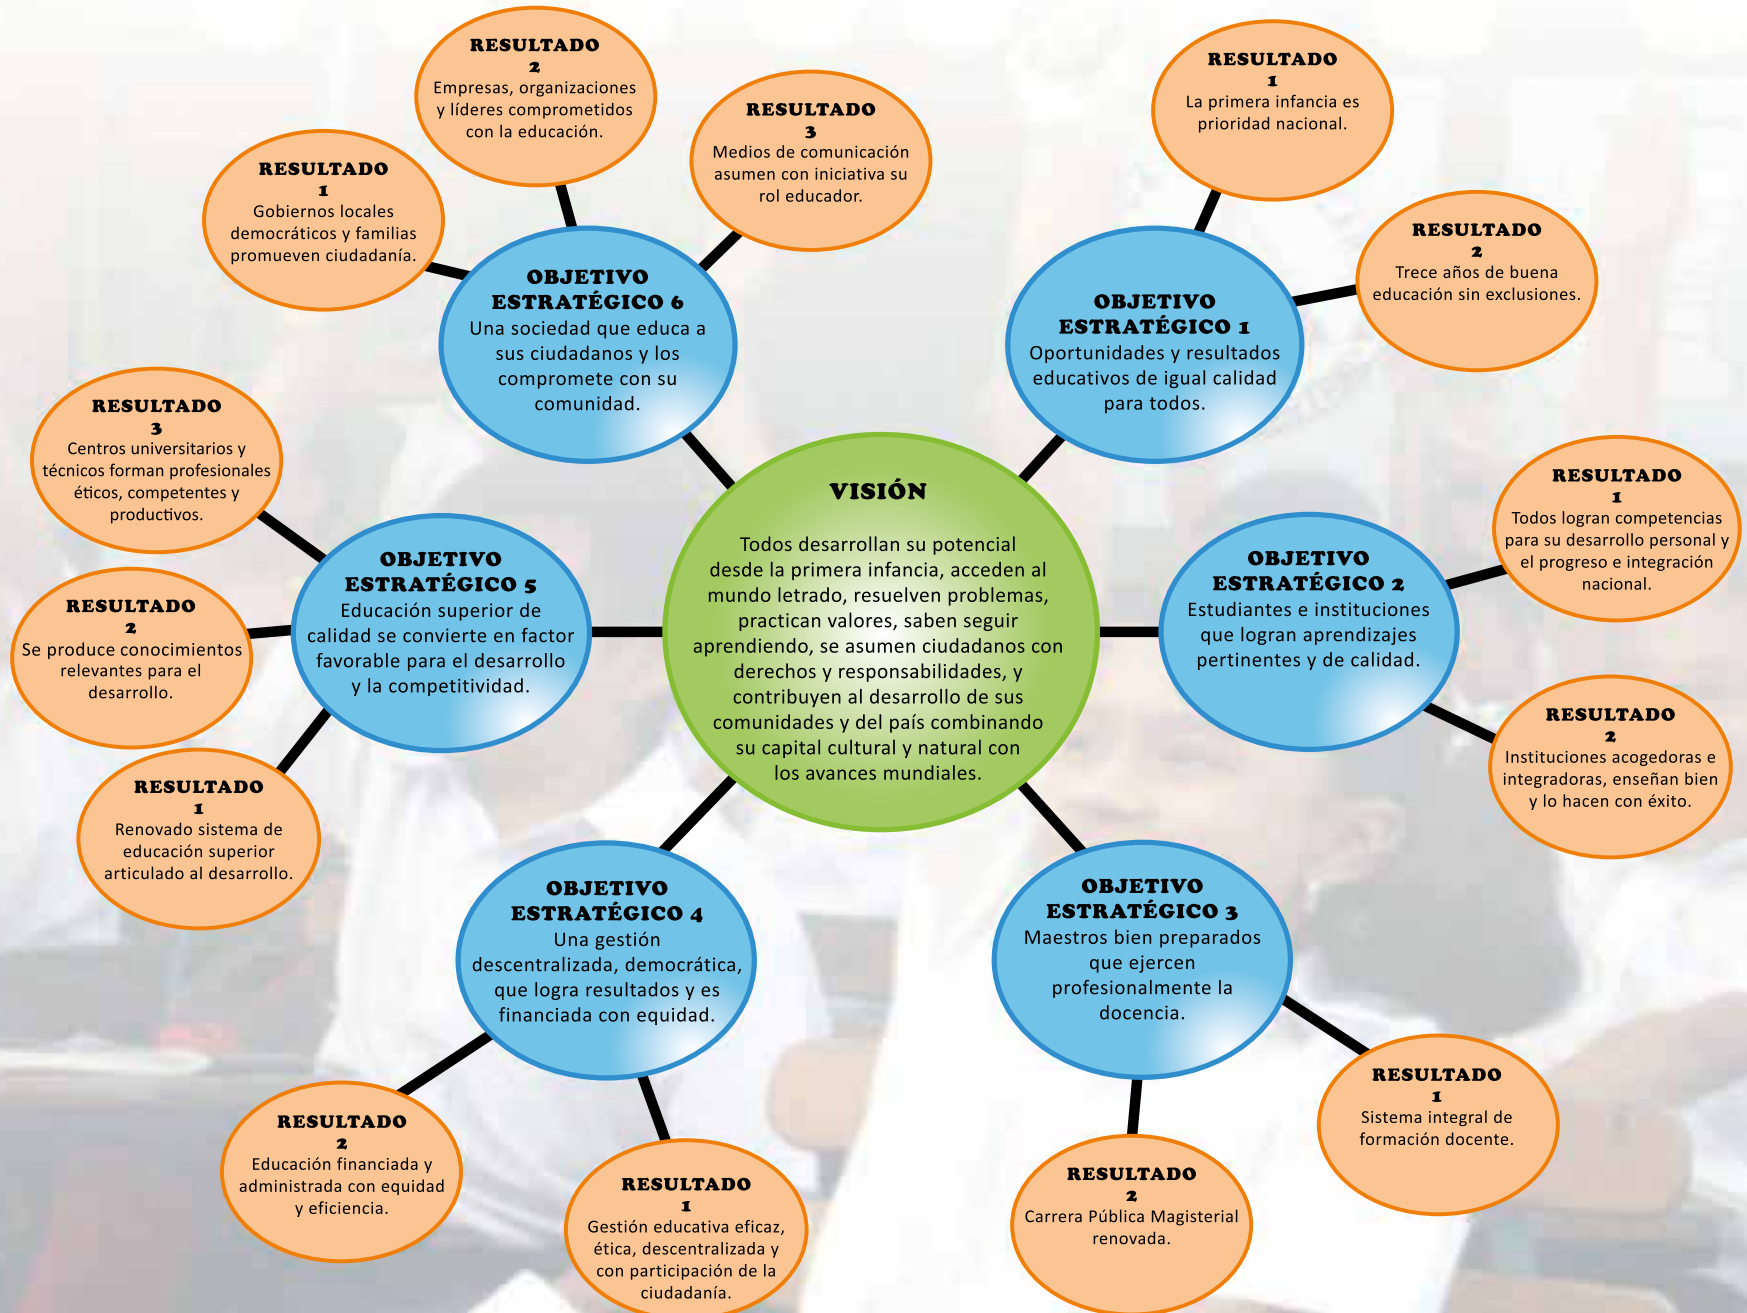 VISIÓN
Todos desarrollan su potencial
desde la primera infancia, acceden al
mundo letrado, resuelven problemas,
practican valores, saben seguir
aprendiendo, se asumen ciudadanos con
derechos y responsabilidades, y
contribuyen al desarrollo de sus
comunidades y del país combinando
su capital cultural y natural con
los avances mundiales.
OBJETIVO
ESTRATÉGICO 1
Oportunidades y resultados
educativos de igual calidad
para todos.
RESULTADO
1
La primera infancia es
prioridad nacional.
RESULTADO
2
Trece años de buena
educación sin exclusiones.
OBJETIVO
ESTRATÉGICO 2
Estudiantes e instituciones
que logran aprendizajes
pertinentes y de calidad.
RESULTADO
1
Todos logran competencias
para su desarrollo personal y
el progreso e integración
nacional.
RESULTADO
2
Instituciones acogedoras e
integradoras, enseñan bien
y lo hacen con éxito.
OBJETIVO
ESTRATÉGICO 3
Maestros bien preparados
que ejercen
profesionalmente la
docencia.
RESULTADO
1
Sistema integral de
formación docente.
RESULTADO
2
Carrera Pública Magisterial
renovada.
OBJETIVO
ESTRATÉGICO 4
Una gestión
descentralizada, democrática,
que logra resultados y es
financiada con equidad.
RESULTADO
1
Gestión educativa eficaz,
ética, descentralizada y
con participación de la
ciudadanía.
RESULTADO
2
Educación financiada y
administrada con equidad
y eficiencia.
OBJETIVO
ESTRATÉGICO 5
Educación superior de
calidad se convierte en factor
favorable para el desarrollo
y la competitividad.
RESULTADO
1
Renovado sistema de
educación superior
articulado al desarrollo.
RESULTADO
2
Se produce conocimientos
relevantes para el
desarrollo.
RESULTADO
3
Centros universitarios y
técnicos forman profesionales
éticos, competentes y
productivos.
OBJETIVO
ESTRATÉGICO 6
Una sociedad que educa a
sus ciudadanos y los
compromete con su
comunidad.
RESULTADO
1
Gobiernos locales
democráticos y familias
promueven ciudadanía.
RESULTADO
2
Empresas, organizaciones
y líderes comprometidos
con la educación.
RESULTADO
3
Medios de comunicación
asumen con iniciativa su
rol educador.